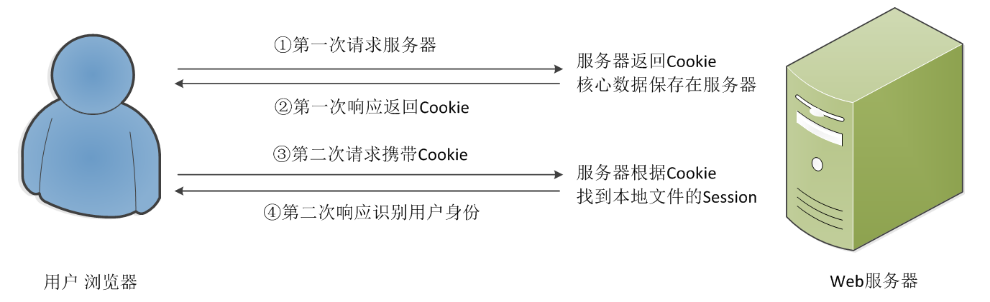 ①第一次请求服务器
服务器返回Cookie
核心数据保存在服务器
②第一次响应返回Cookie
③第二次请求携带Cookie
服务器根据Cookie
找到本地文件的Session
④第二次响应识别用户身份
用户 浏览器
Web服务器